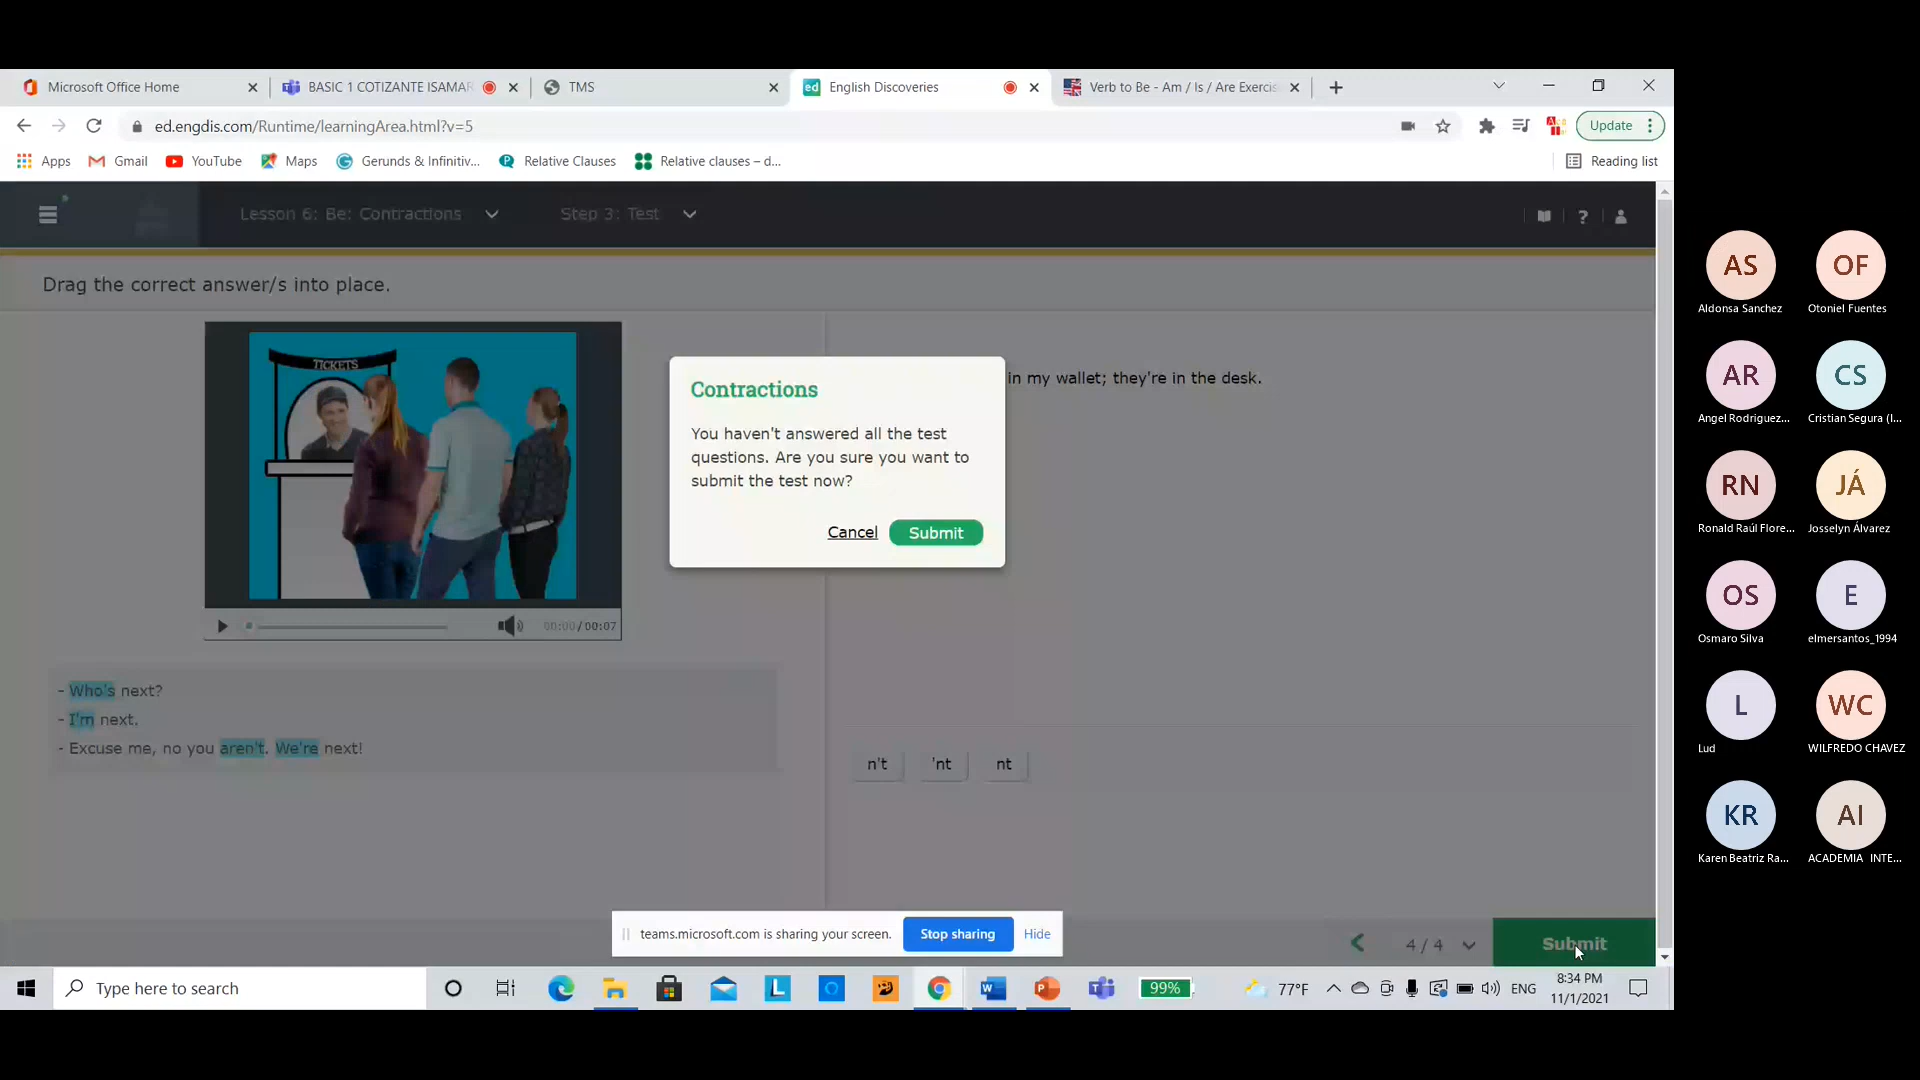 Microsoft Office Home
BASIC 1 COTIZANTE ISAMAR
TMS
English Discoveries
Verb to Be - Am / Is / Are Exercis
ed.engdis.com/Runtime/learningArea.html?v=5
Update
Apps
Gmail
YouTube
Maps
Gerunds & Infinitiv...
Relative Clauses
Relative clauses – d...
Reading list
Lesson 6: Be: Contractions
Step 3: Test
?
Drag the correct answer/s into place.
TICKETS
in my wallet; they're in the desk.
Contractions
You haven't answered all the test
questions. Are you sure you want to
submit the test now?
Cancel
Submit
00:00/00:07
- Who's next?
- I'm next.
- Excuse me, no you aren't. We're next!
n't
'nt
nt
teams.microsoft.com is sharing your screen.
Stop sharing
Hide
4 / 4
Submit
Type here to search
99%
77°F
ENG
8:34 PM
11/1/2021
AS
Aldonsa Sanchez
OF
Otoniel Fuentes
AR
Angel Rodriguez...
CS
Cristian Segura (I...
RN
Ronald Raúl Flore...
JÁ
Josselyn Álvarez
OS
Osmaro Silva
E
elmersantos_1994
L
Lud
WC
WILFREDO CHAVEZ
KR
Karen Beatriz Ra...
AI
ACADEMIA INTE...